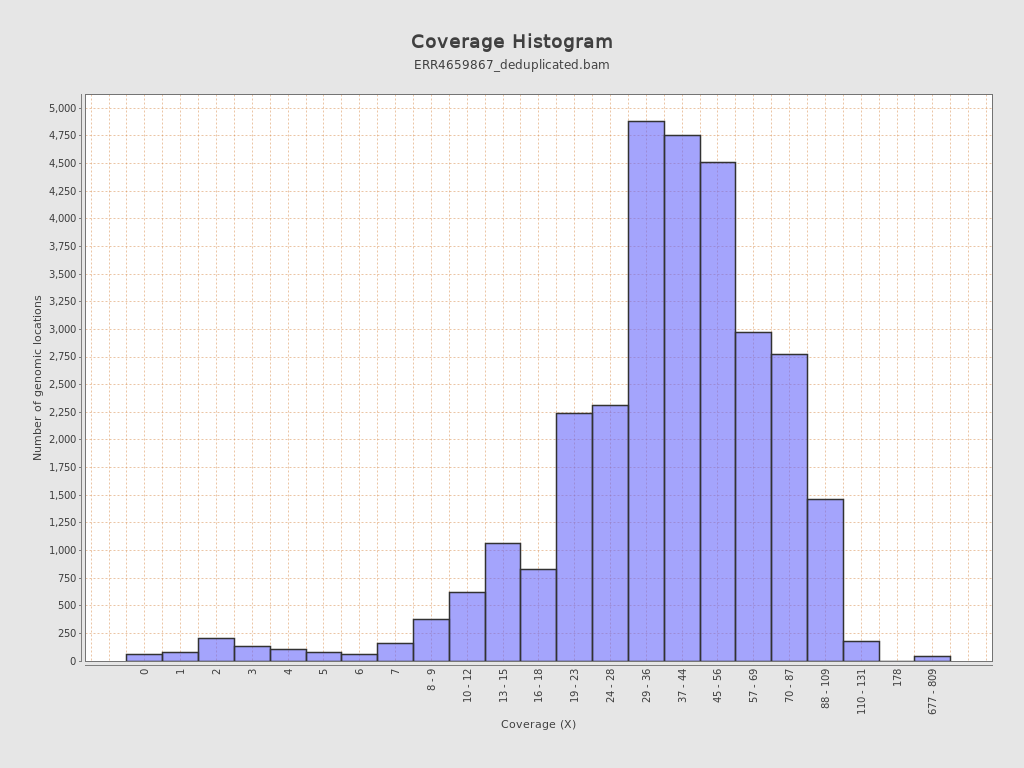 Coverage Histogram
ERR4659867_deduplicated.bam
5,000
4,750
4,500
4,250
4,000
3,750
3,500
3,250
3,000
2,750
2,500
2,250
2,000
1,750
1,500
1,250
1,000
750
500
250
0
Number of genomic locations
0
1
2
3
4
5
6
7
8 - 9
10 - 12
13 - 15
16 - 18
19 - 23
24 - 28
29 - 36
37 - 44
45 - 56
57 - 69
70 - 87
88 - 109
110 - 131
178
677 - 809
Coverage (X)